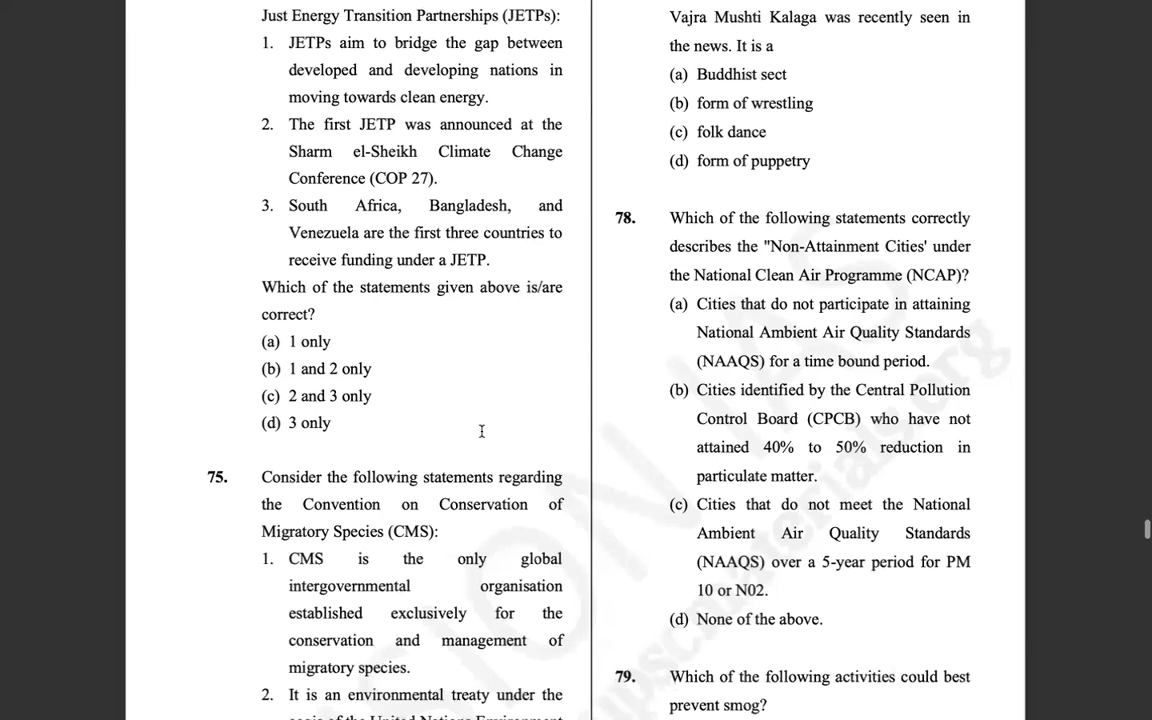 Just Energy Transition Partnerships (JETPs):
1. JETPs aim to bridge the gap between
developed and developing nations in
moving towards clean energy.
2. The first JETP was announced at the
Sharm el-Sheikh Climate Change
Conference (COP 27).
3. South Africa, Bangladesh, and
Venezuela are the first three countries to
receive funding under a JETP.
Which of the statements given above is/are
correct?
(a) 1 only
(b) 1 and 2 only
(c) 2 and 3 only
(d) 3 only
75. Consider the following statements regarding
the Convention on Conservation of
Migratory Species (CMS):
1. CMS is the only global
intergovernmental organisation
established exclusively for the
conservation and management of
migratory species.
2. It is an environmental treaty under the
Vajra Mushti Kalaga was recently seen in
the news. It is a
(a) Buddhist sect
(b) form of wrestling
(c) folk dance
(d) form of puppetry
78. Which of the following statements correctly
describes the "Non-Attainment Cities' under
the National Clean Air Programme (NCAP)?
(a) Cities that do not participate in attaining
National Ambient Air Quality Standards
(NAAQS) for a time bound period.
(b) Cities identified by the Central Pollution
Control Board (CPCB) who have not
attained 40% to 50% reduction in
particulate matter.
(c) Cities that do not meet the National
Ambient Air Quality Standards
(NAAQS) over a 5-year period for PM
10 or N02.
(d) None of the above.
79. Which of the following activities could best
prevent smog?